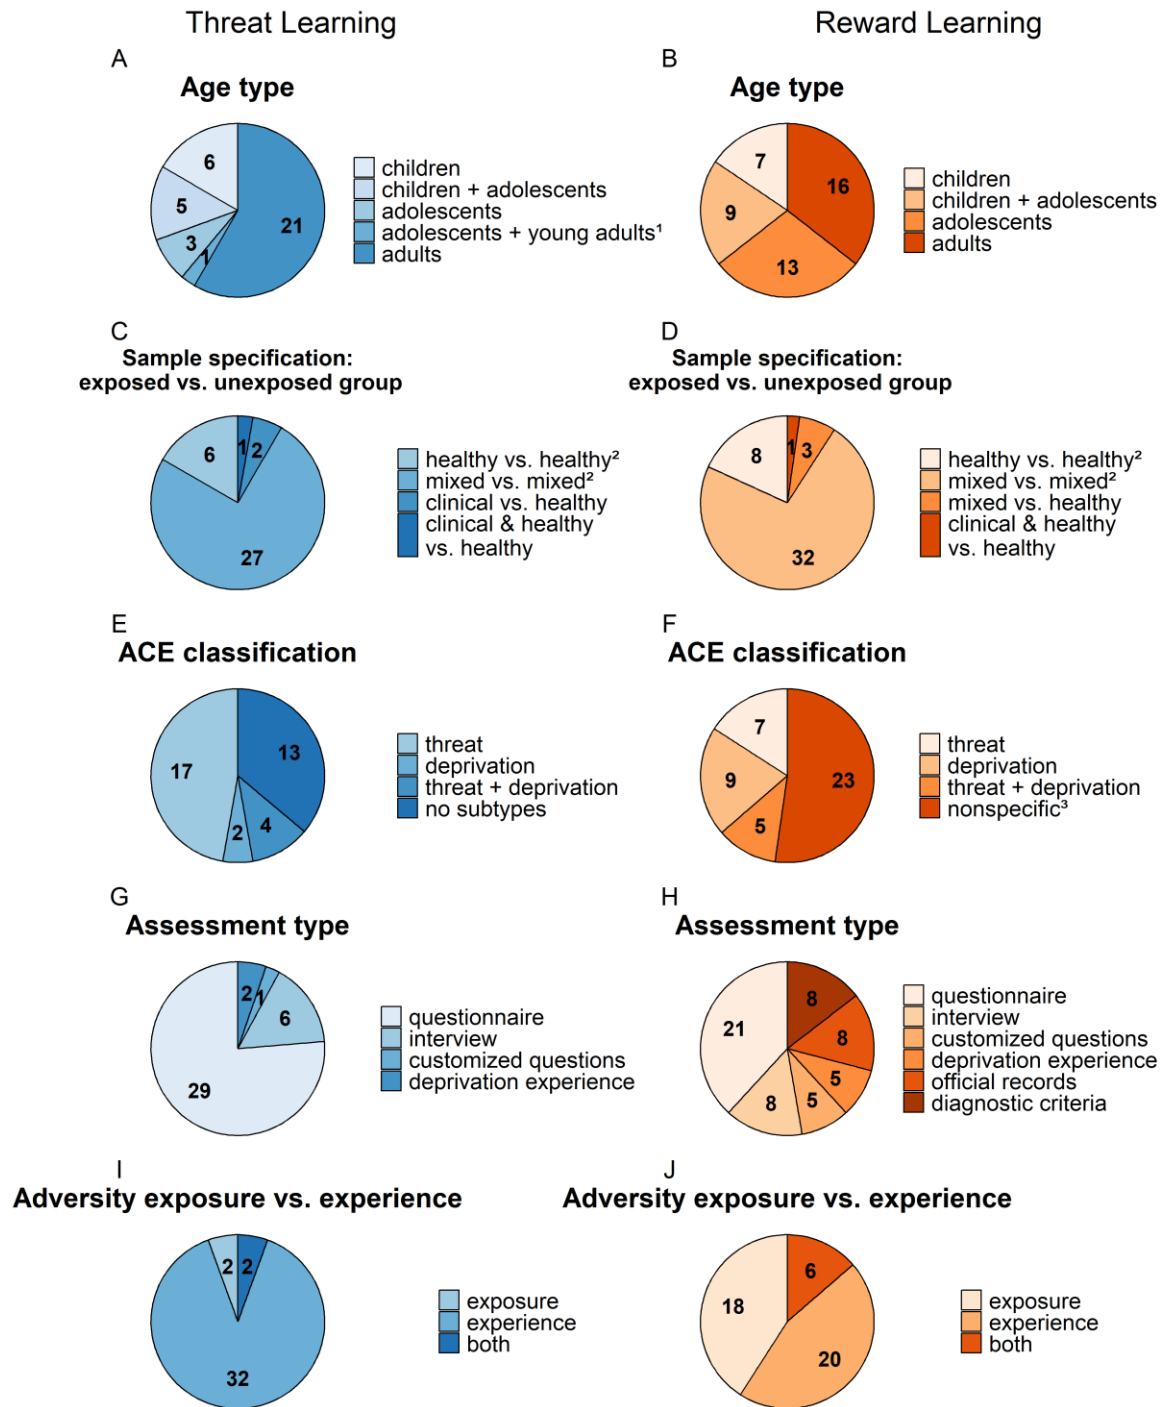 Threat Learning
Reward Learning
A
Age type
6
5
3
1
21
children
children + adolescents
adolescents
adolescents + young adults¹
adults
B
Age type
7
9
13
16
children
children + adolescents
adolescents
adults
C
Sample specification:
exposed vs. unexposed group
6
1
2
27
healthy vs. healthy²
mixed vs. mixed²
clinical vs. healthy
clinical & healthy
vs. healthy
D
Sample specification:
exposed vs. unexposed group
8
1
3
32
healthy vs. healthy²
mixed vs. mixed²
mixed vs. healthy
clinical & healthy
vs. healthy
E
ACE classification
17
13
2
4
threat
deprivation
threat + deprivation
no subtypes
F
ACE classification
7
9
5
23
threat
deprivation
threat + deprivation
nonspecific³
G
Assessment type
2
1
6
29
questionnaire
interview
customized questions
deprivation experience
H
Assessment type
21
8
8
5
5
8
questionnaire
interview
customized questions
deprivation experience
official records
diagnostic criteria
I
Adversity exposure vs. experience
2
2
32
exposure
experience
both
J
Adversity exposure vs. experience
18
6
20
exposure
experience
both